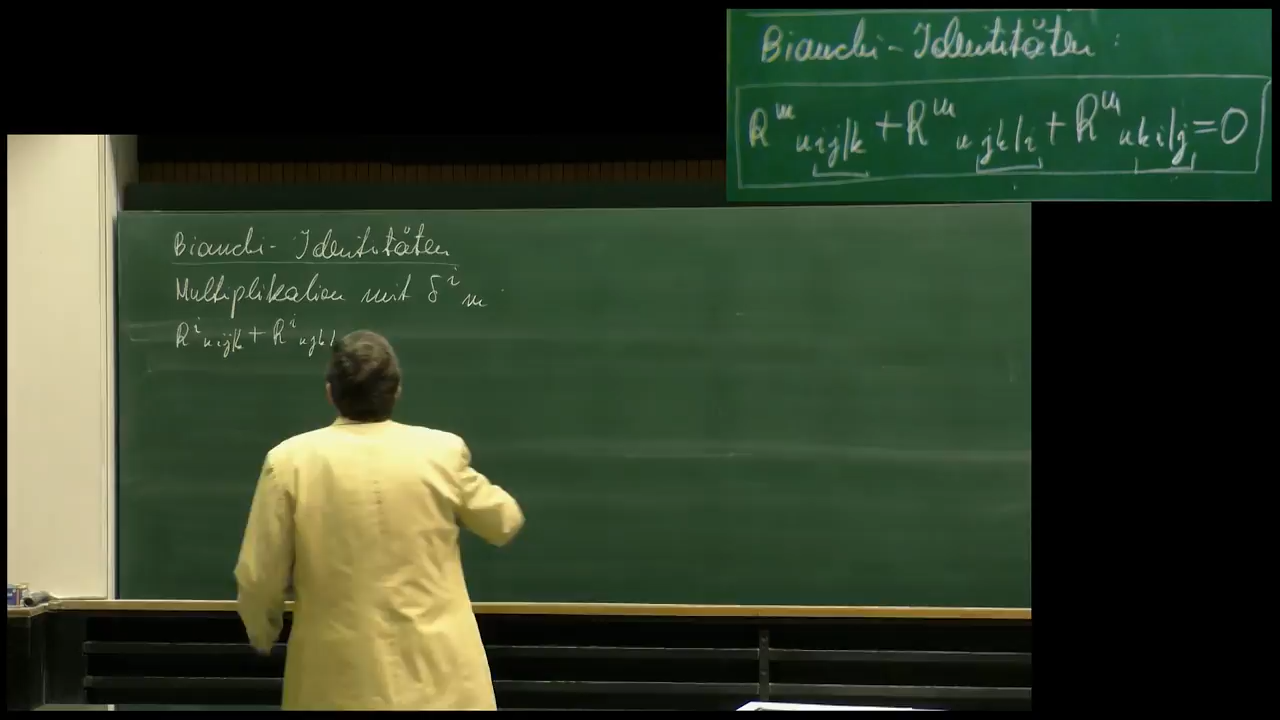 Bianchi-Identitäten:
R^m_{nij|k} + R^m_{njk|i} + R^m_{nki|j} = 0
Bianchi-Identitäten
Multiplikation mit δ^i_m
R^i_{nij|k} + R^i_{njk|